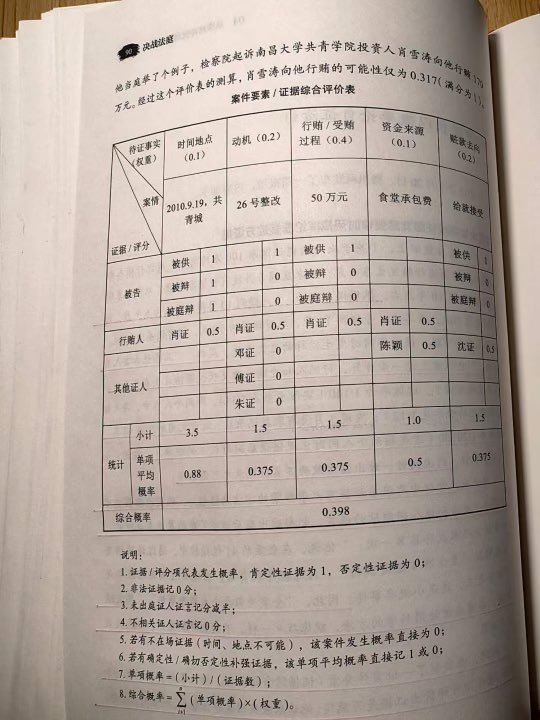 90 决战法庭
他当庭举了个例子，检察院起诉南昌大学共青学院投资人肖雪涛向他行贿170
万元。经过这个评价表的测算，肖雪涛向他行贿的可能性仅为0.317（满分为1）。
案件要素/证据综合评价表
待证事实（权重） 时间地点（0.1） 动机（0.2） 行贿/受贿过程（0.4） 资金来源（0.1） 赃款去向（0.2）
案情 2010.9.19，共青城 26号整改 50万元 食堂承包费 给就接受
证据/评分
被告 被供 1 1 被供 1 被供 1
被辩 1 0 被辩 0 被辩 0
被庭辩 1 0 被庭辩 0 被庭辩 0
行贿人 肖证 0.5 肖证 0.5 肖证 0.5 肖证 0.5
其他证人 邓证 0 陈颖 0.5 沈证 0.5
傅证 0
朱证 0
统计 小计 3.5 1.5 1.5 1.0 1.5
单项平均概率 0.88 0.375 0.375 0.5 0.375
综合概率 0.398
说明：
1.证据/评分项代表发生概率，肯定性证据为1，否定性证据为0；
2.非法证据记0分；
3.未出庭证人证言记分减半；
4.不相关证人证言记0分；
5.若有不在场证据（时间、地点不可能），该案件发生概率直接为0；
6.若有确定性/确切否定性补强证据，该单项平均概率直接记1或0；
7.单项概率=（小计）/（证据数）；
8.综合概率=∑（单项概率）×（权重）。